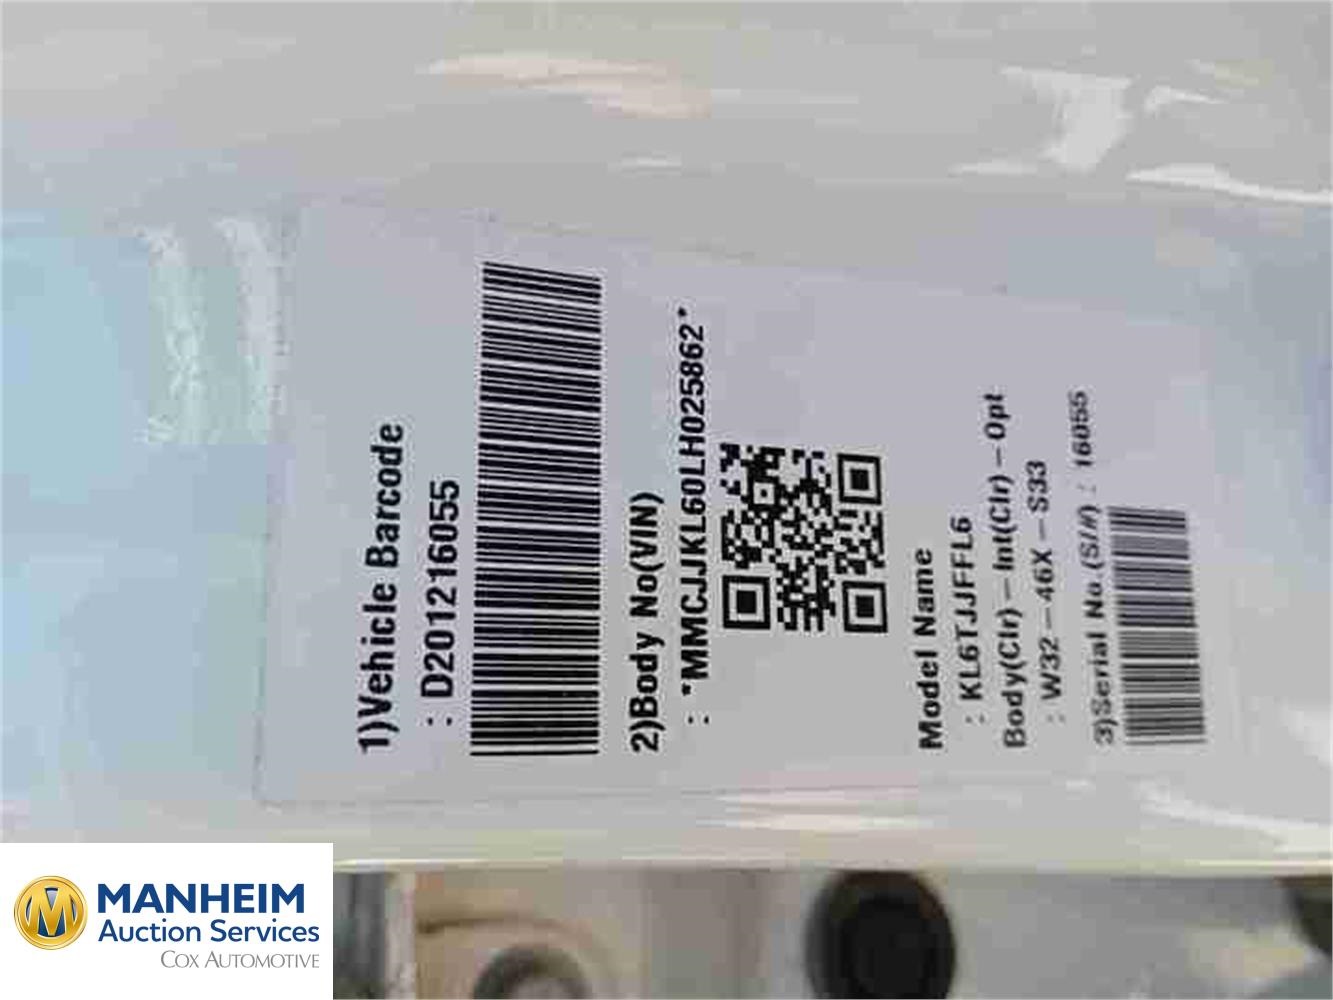 1)Vehicle Barcode
: D201216055
2)Body No(VIN)
: *MMCJJKL60LH025862*
Model Name
: KL6TJJFFL6
Body(Clr)-Int(Clr)-Opt
: W32-46X-S33
3)Serial No.(S/#) : 16055
MANHEIM
Auction Services
COX AUTOMOTIVE